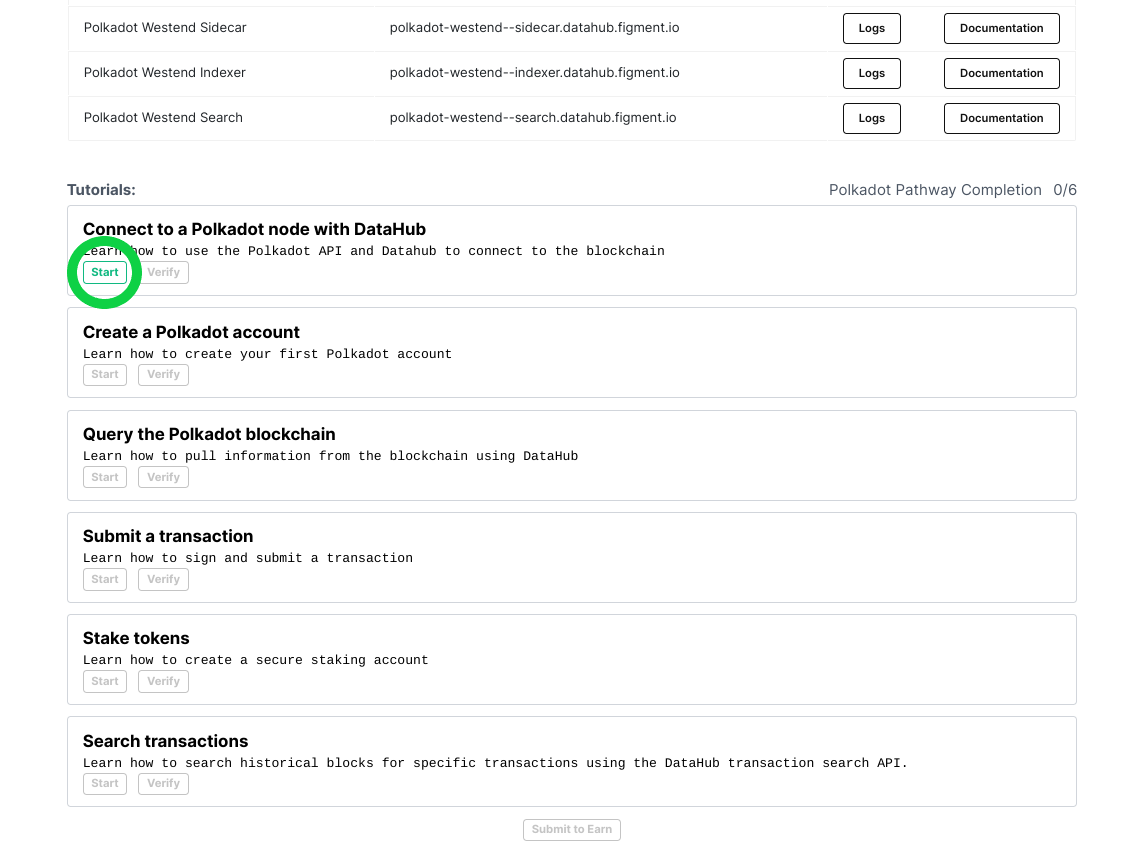 Polkadot Westend Sidecar polkadot-westend--sidecar.datahub.figment.io Logs Documentation
Polkadot Westend Indexer polkadot-westend--indexer.datahub.figment.io Logs Documentation
Polkadot Westend Search polkadot-westend--search.datahub.figment.io Logs Documentation
Tutorials: Polkadot Pathway Completion 0/6
Connect to a Polkadot node with DataHub
Learn how to use the Polkadot API and Datahub to connect to the blockchain
Start Verify
Create a Polkadot account
Learn how to create your first Polkadot account
Start Verify
Query the Polkadot blockchain
Learn how to pull information from the blockchain using DataHub
Start Verify
Submit a transaction
Learn how to sign and submit a transaction
Start Verify
Stake tokens
Learn how to create a secure staking account
Start Verify
Search transactions
Learn how to search historical blocks for specific transactions using the DataHub transaction search API.
Start Verify
Submit to Earn